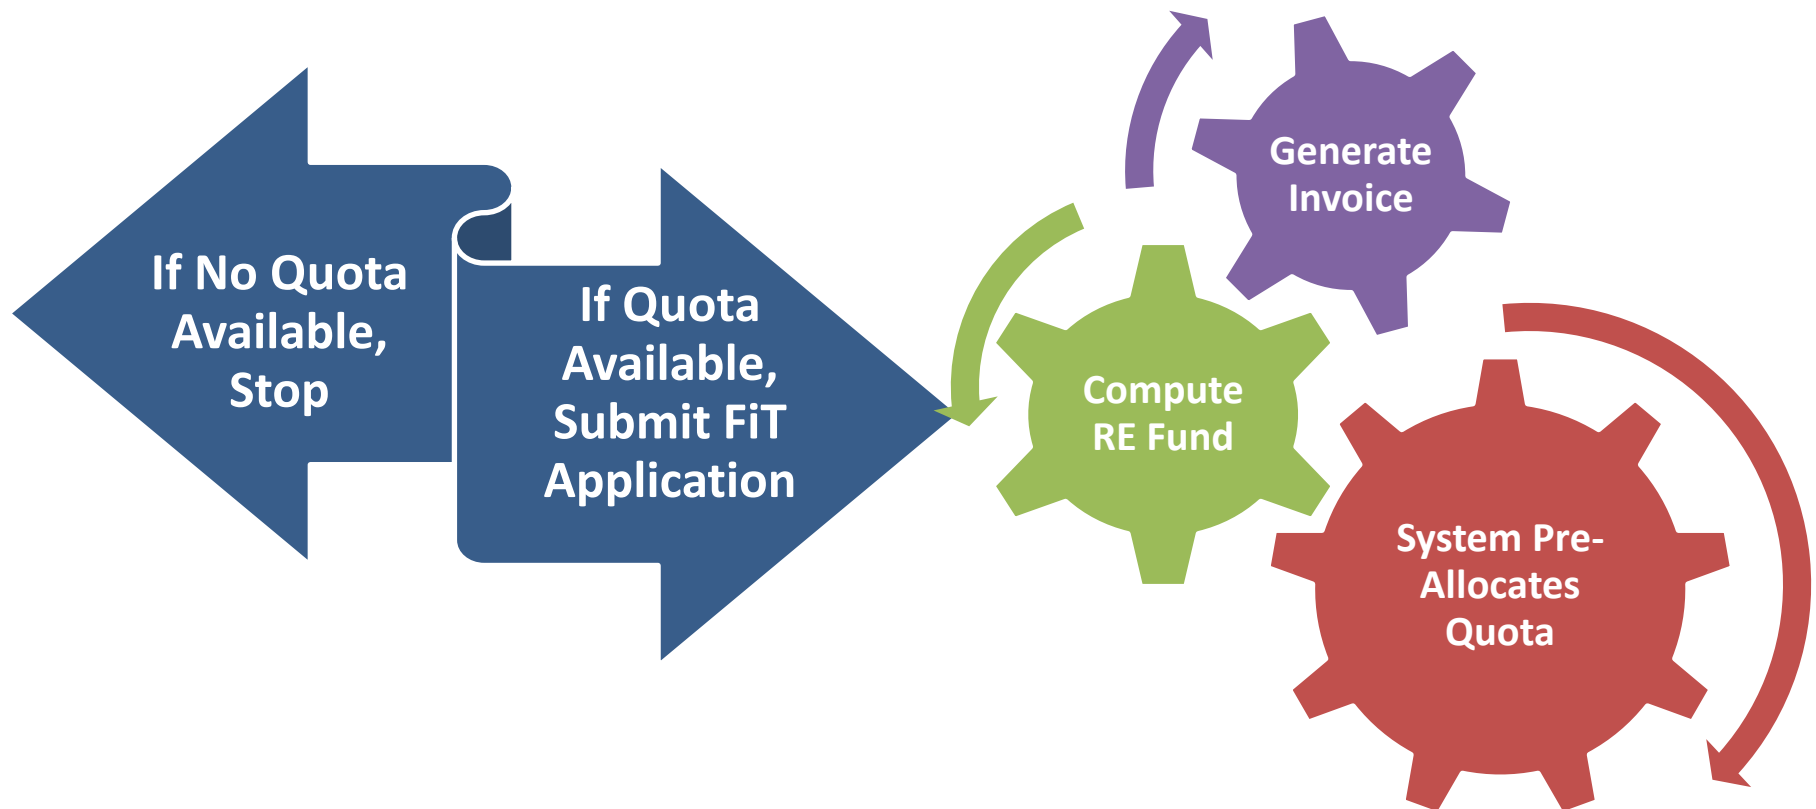 If No Quota
Available,
Stop
If Quota
Available,
Submit FiT
Application
Generate
Invoice
Compute
RE Fund
System Pre-
Allocates
Quota